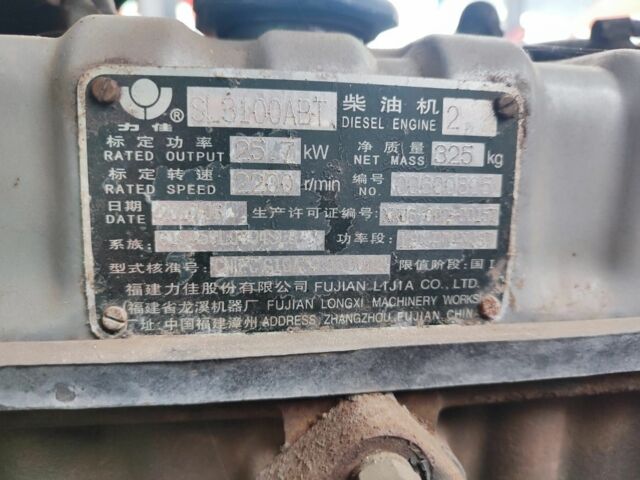 力佳 ® SL3100ABT 柴油机 DIESEL ENGINE 2
标定功率 RATED OUTPUT 25.7 kW 净质量 NET MASS 325 kg
标定转速 RATED SPEED 2200 r/min 编号 NO
日期 DATE 生产许可证编号:
系族: 功率段:
型式核准号: 限值阶段:国I
福建力佳股份有限公司 FUJIAN LIJIA CO., LTD.
福建省龙溪机器厂 FUJIAN LONGXI MACHINERY WORKS
厂址: 中国福建漳州 ADDRESS ZHANGZHOU FUJIAN CHIN